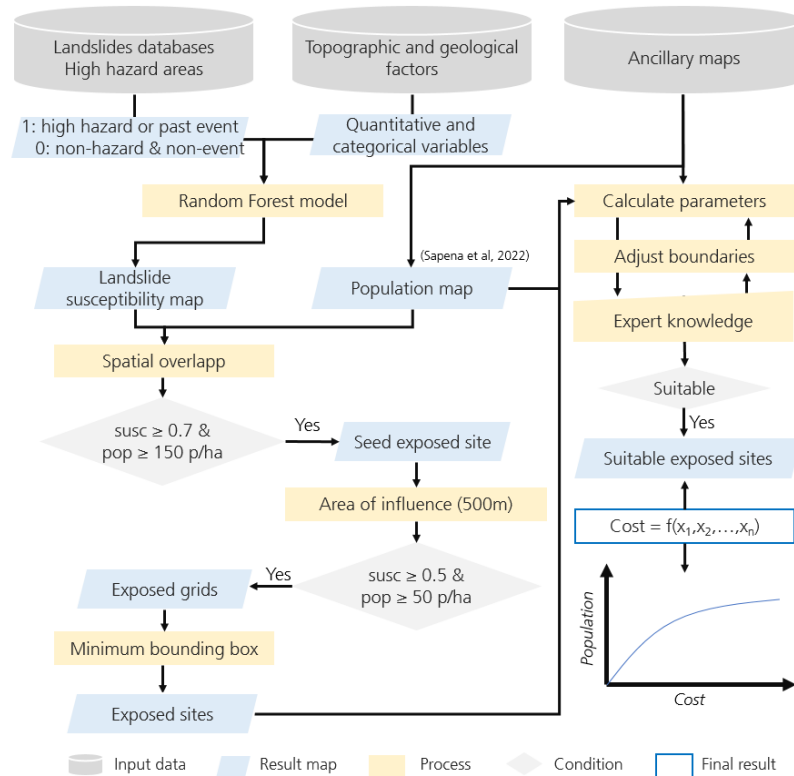 Landslides databases
High hazard areas
Topographic and geological
factors
Ancillary maps
1: high hazard or past event
0: non-hazard & non-event
Quantitative and
categorical variables
Random Forest model
Calculate parameters
(Sapena et al, 2022)
Adjust boundaries
Landslide
susceptibility map
Population map
Expert knowledge
Spatial overlapp
Suitable
susc ≥ 0.7 &
pop ≥ 150 p/ha
Yes
Seed exposed site
Yes
Suitable exposed sites
Area of influence (500m)
Cost = f(x1,x2,...,xn)
susc ≥ 0.5 &
pop ≥ 50 p/ha
Yes
Exposed grids
Minimum bounding box
Exposed sites
Population
Cost
Input data
Result map
Process
Condition
Final result